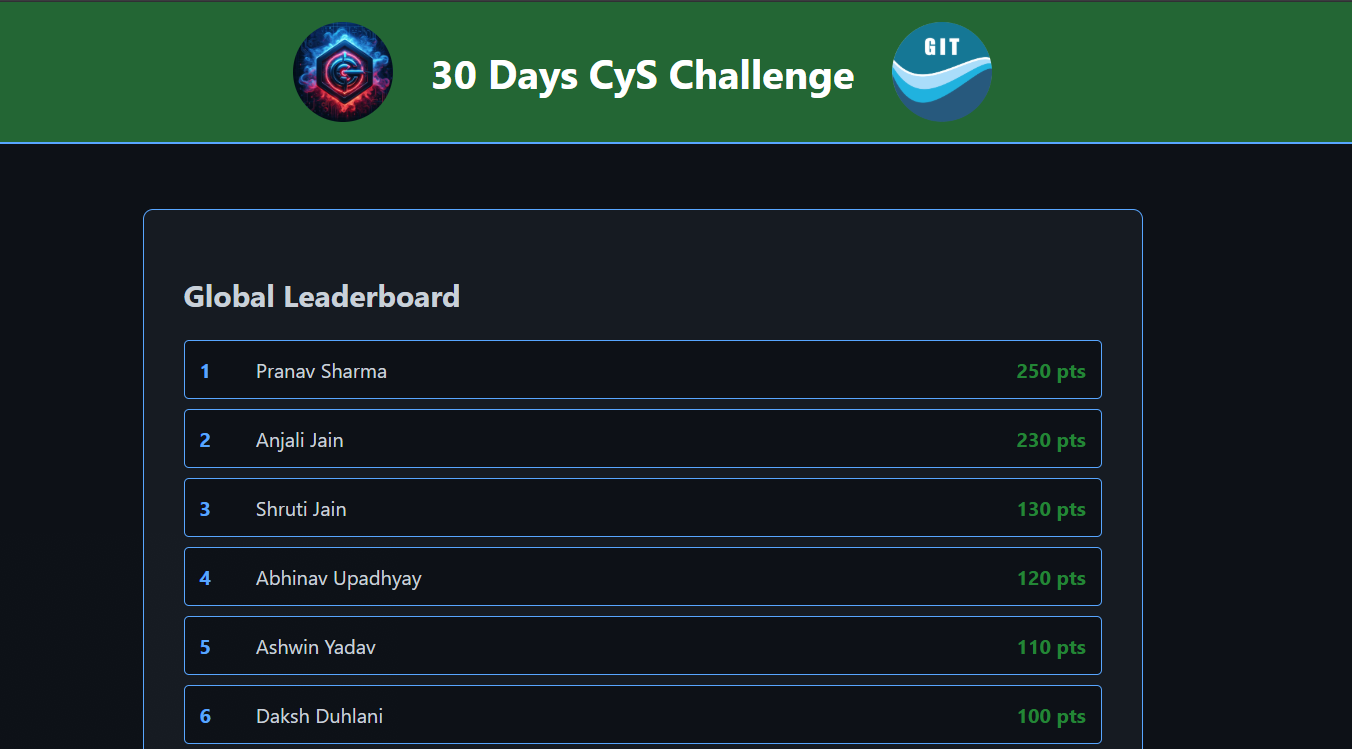 30 Days CyS Challenge
GIT
Global Leaderboard
1 Pranav Sharma 250 pts
2 Anjali Jain 230 pts
3 Shruti Jain 130 pts
4 Abhinav Upadhyay 120 pts
5 Ashwin Yadav 110 pts
6 Daksh Duhlani 100 pts